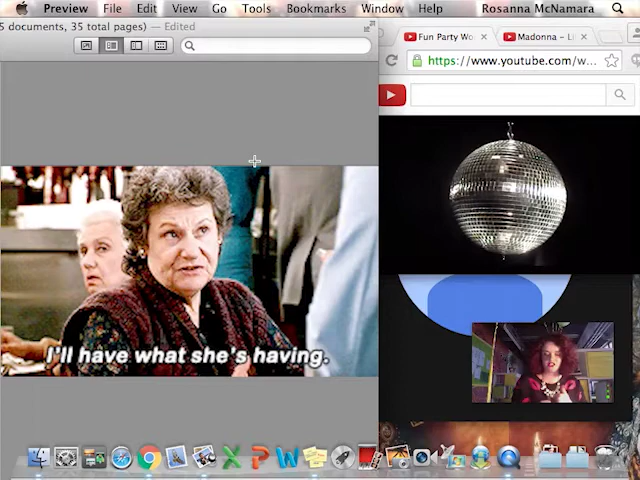 Preview File Edit View Go Tools Bookmarks Window Help Rosanna McNamara
5 documents, 35 total pages) — Edited
Fun Party Wo
Madonna – Li
https://www.youtube.com/w...
I'll have what she's having.